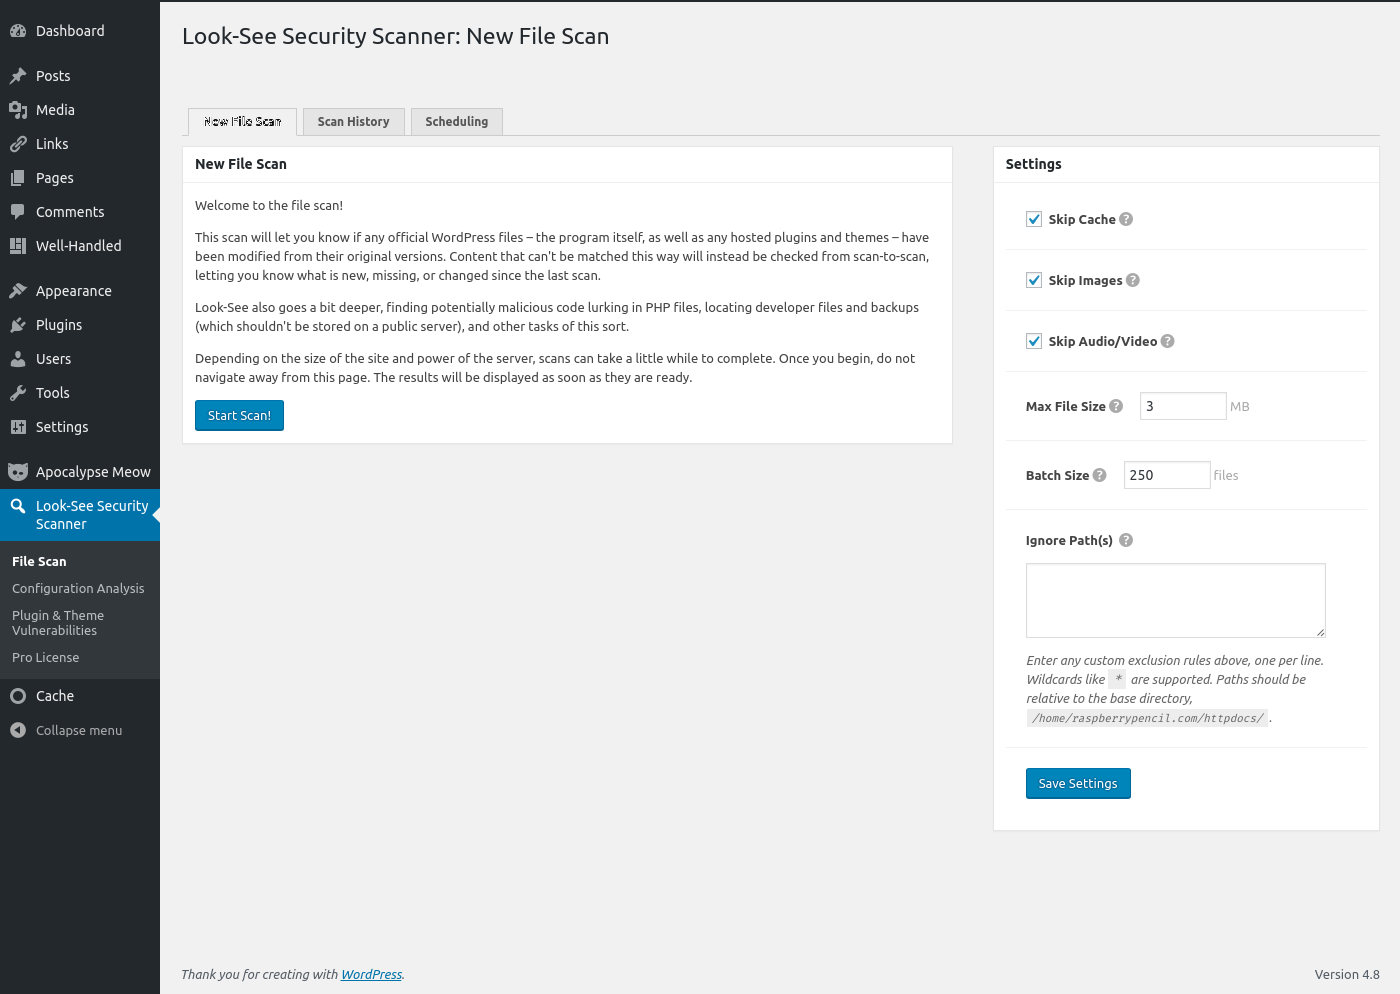 Dashboard
Posts
Media
Links
Pages
Comments
Well-Handled
Appearance
Plugins
Users
Tools
Settings
Apocalypse Meow
Look-See Security
Scanner
File Scan
Configuration Analysis
Plugin & Theme
Vulnerabilities
Pro License
Cache
Collapse menu
Look-See Security Scanner: New File Scan
New File Scan
Scan History
Scheduling
New File Scan
Welcome to the file scan!
This scan will let you know if any official WordPress files – the program itself, as well as any hosted plugins and themes – have
been modified from their original versions. Content that can't be matched this way will instead be checked from scan-to-scan,
letting you know what is new, missing, or changed since the last scan.
Look-See also goes a bit deeper, finding potentially malicious code lurking in PHP files, locating developer files and backups
(which shouldn't be stored on a public server), and other tasks of this sort.
Depending on the size of the site and power of the server, scans can take a little while to complete. Once you begin, do not
navigate away from this page. The results will be displayed as soon as they are ready.
Start Scan!
Settings
Skip Cache ?
Skip Images ?
Skip Audio/Video ?
Max File Size ? 3 MB
Batch Size ? 250 files
Ignore Path(s) ?
Enter any custom exclusion rules above, one per line.
Wildcards like * are supported. Paths should be
relative to the base directory,
/home/raspberrypencil.com/httpdocs/ .
Save Settings
Thank you for creating with WordPress.
Version 4.8